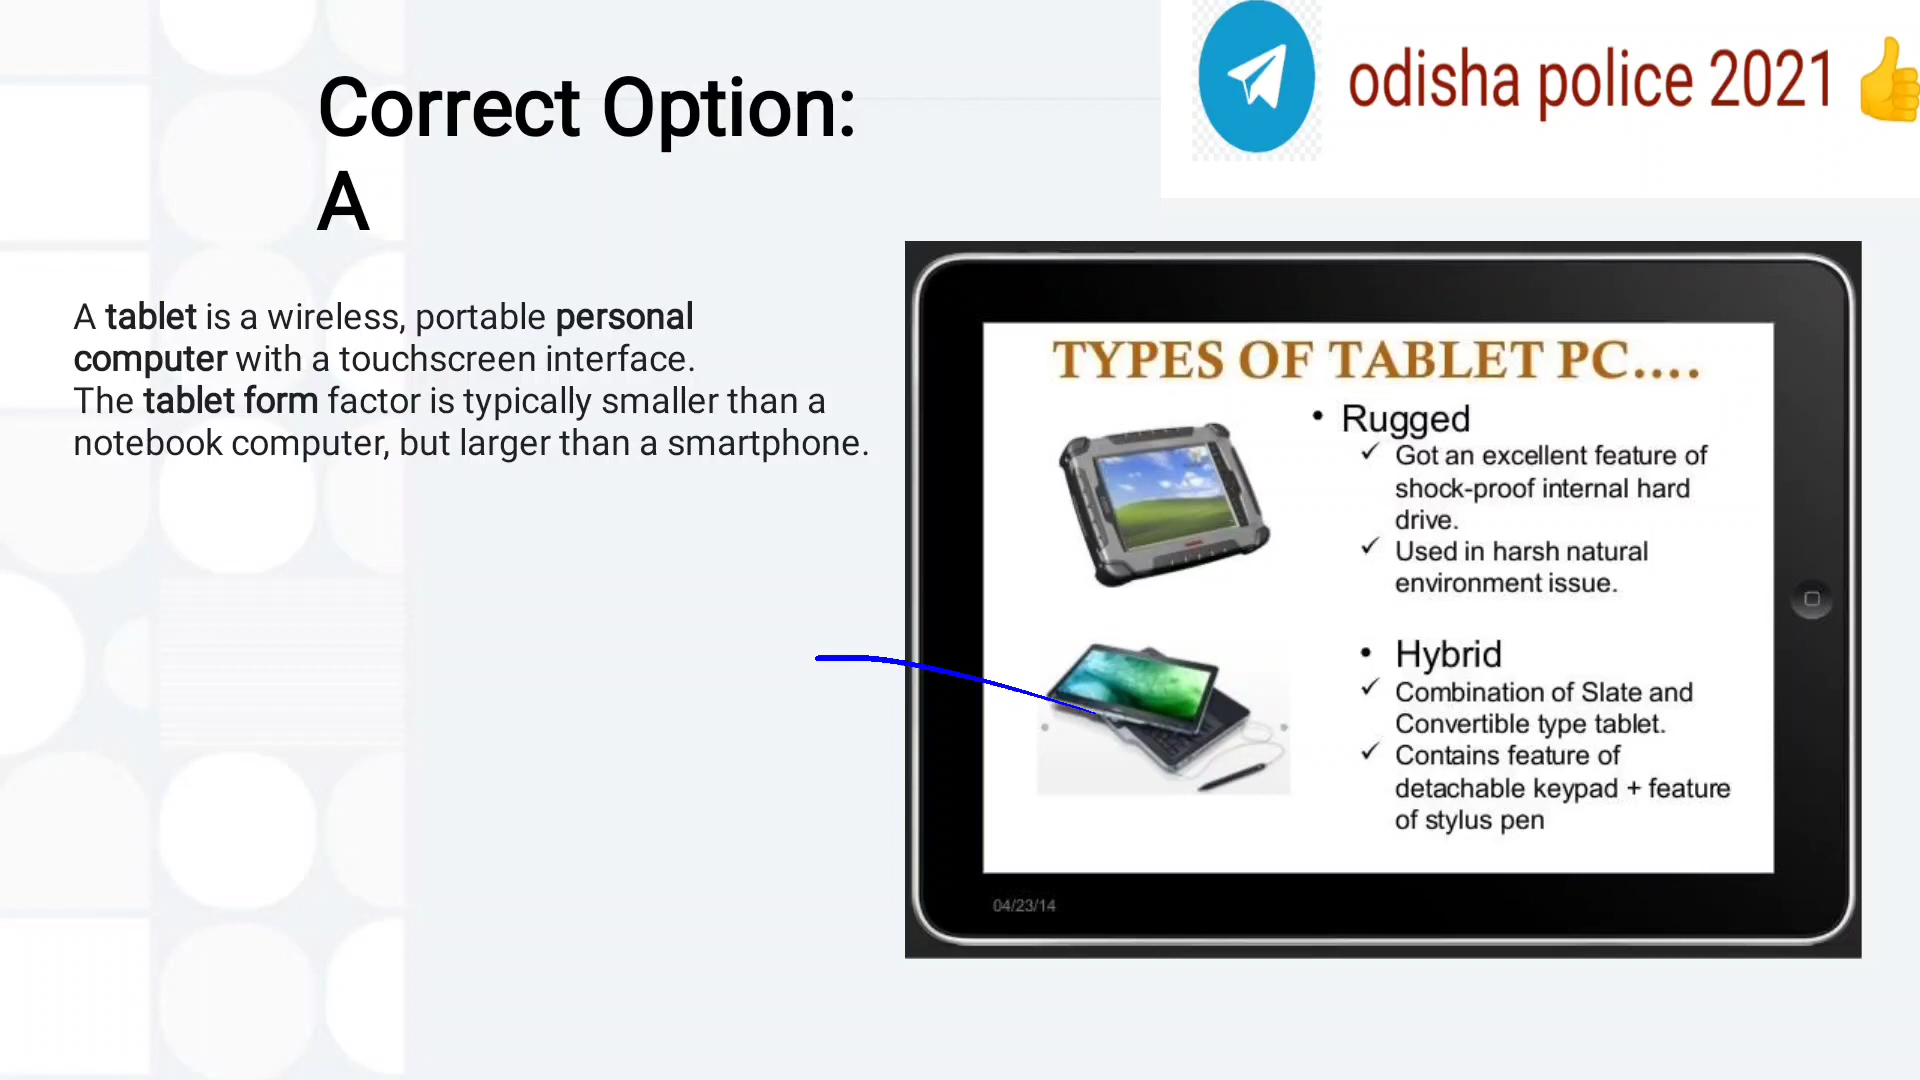 odisha police 2021
Correct Option:
A
A tablet is a wireless, portable personal
computer with a touchscreen interface.
The tablet form factor is typically smaller than a
notebook computer, but larger than a smartphone.
TYPES OF TABLET PC....
• Rugged
✓ Got an excellent feature of
shock-proof internal hard
drive.
✓ Used in harsh natural
environment issue.
• Hybrid
✓ Combination of Slate and
Convertible type tablet.
✓ Contains feature of
detachable keypad + feature
of stylus pen
04/23/14